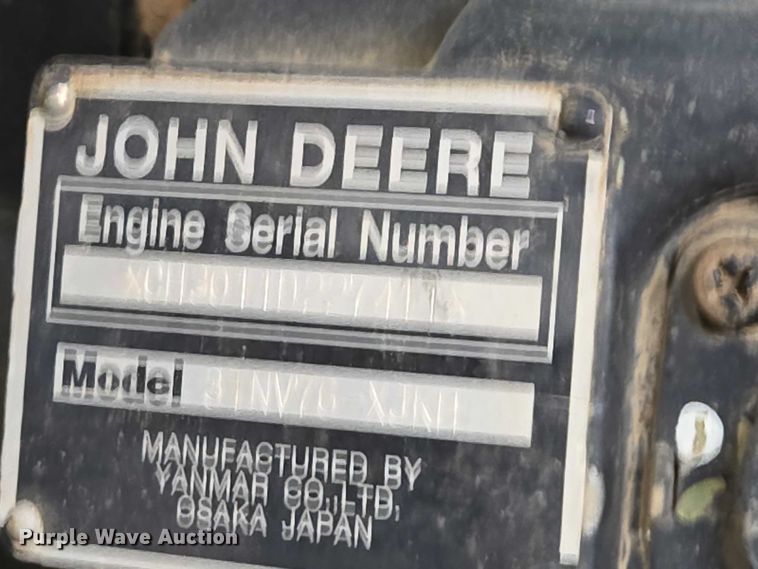 JOHN DEERE
Engine Serial Number
Model
MANUFACTURED BY
YANMAR CO., LTD.
OSAKA JAPAN
Purple Wave Auction